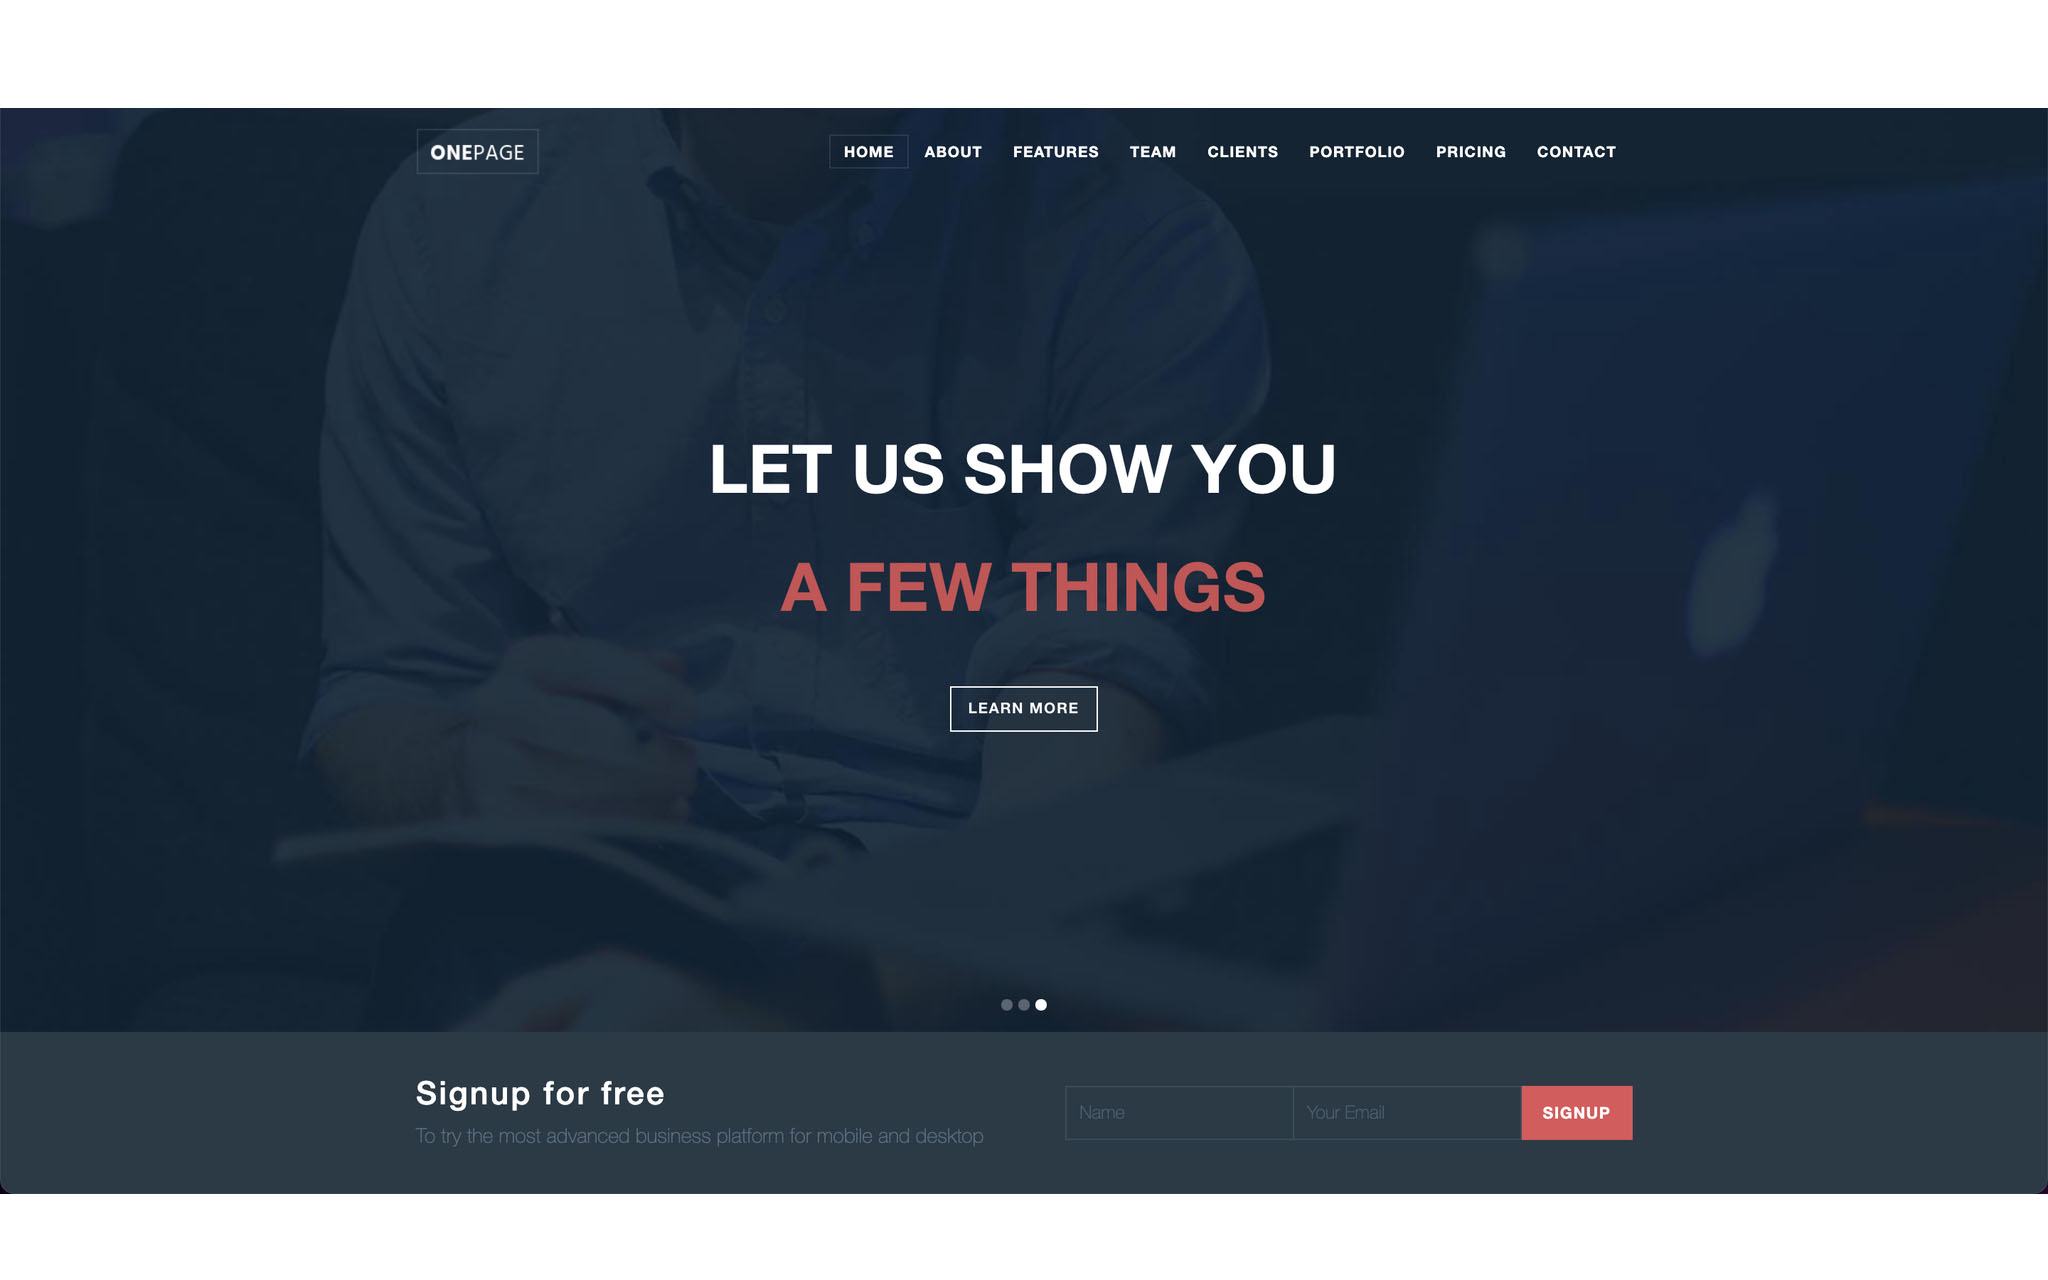 ONEPAGE
HOME ABOUT FEATURES TEAM CLIENTS PORTFOLIO PRICING CONTACT
LET US SHOW YOU
A FEW THINGS
LEARN MORE
Signup for free
To try the most advanced business platform for mobile and desktop
Name
Your Email
SIGNUP